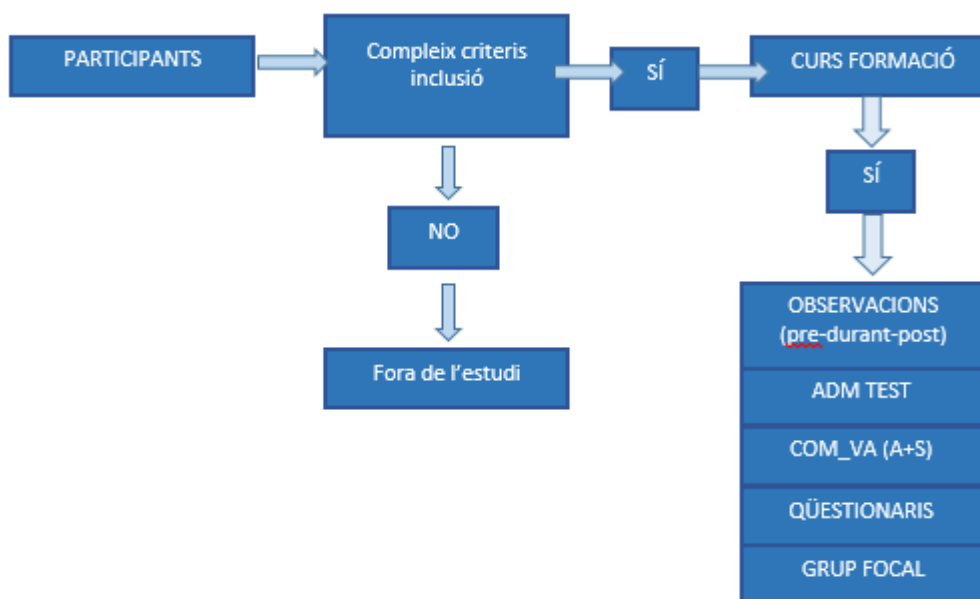 PARTICIPANTS
Compleix criteris
inclusió
SÍ
CURS FORMACIÓ
SÍ
NO
OBSERVACIONS
(pre-durant-post)
Fora de l'estudi
ADM TEST
COM_VA (A+S)
QÜESTIONARIS
GRUP FOCAL